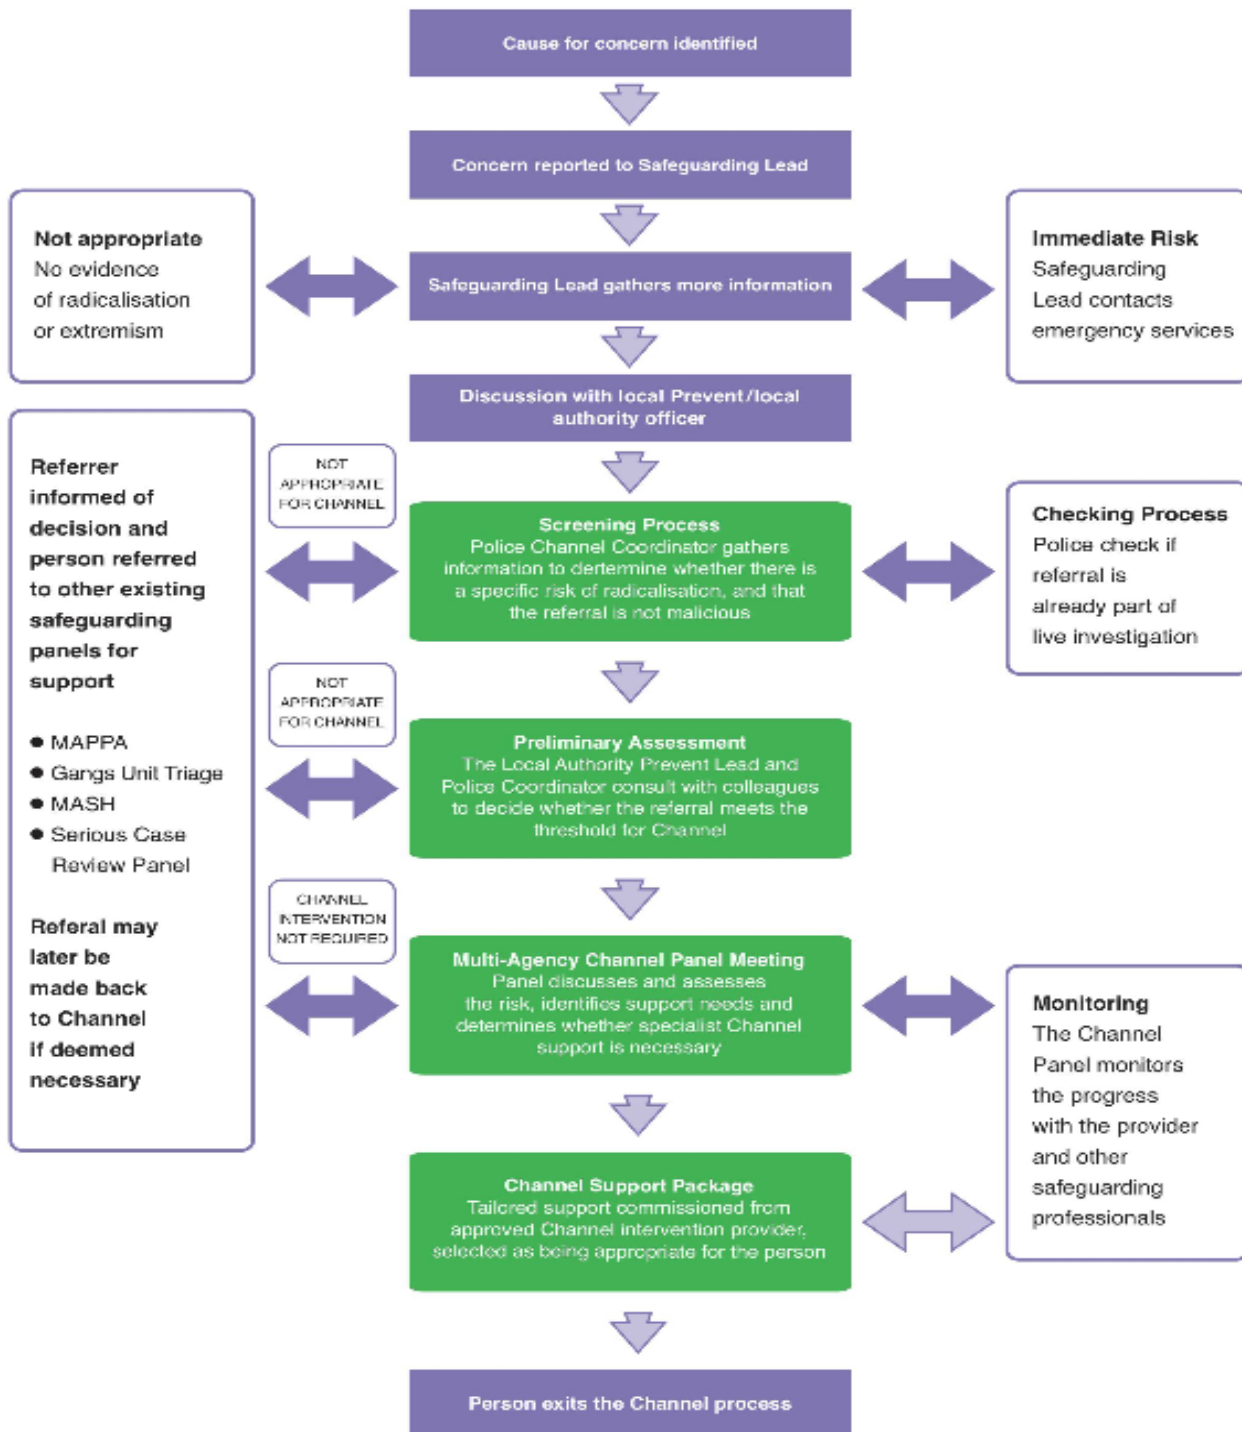 Cause for concern identified
Concern reported to Safeguarding Lead
Not appropriate
No evidence
of radicalisation
or extremism
Safeguarding Lead gathers more information
Immediate Risk
Safeguarding
Lead contacts
emergency services
Discussion with local Prevent/local
authority officer
Referrer
informed of
decision and
person referred
to other existing
safeguarding
panels for
support
● MAPPA
● Gangs Unit Triage
● MASH
● Serious Case
Review Panel
Referal may
later be
made back
to Channel
if deemed
necessary
NOT
APPROPRIATE
FOR CHANNEL
Screening Process
Police Channel Coordinator gathers
information to dertermine whether there is
a specific risk of radicalisation, and that
the referral is not malicious
Checking Process
Police check if
referral is
already part of
live investigation
NOT
APPROPRIATE
FOR CHANNEL
Preliminary Assessment
The Local Authority Prevent Lead and
Police Coordinator consult with colleagues
to decide whether the referral meets the
threshold for Channel
CHANNEL
INTERVENTION
NOT REQUIRED
Multi-Agency Channel Panel Meeting
Panel discusses and assesses
the risk, identifies support needs and
determines whether specialist Channel
support is necessary
Monitoring
The Channel
Panel monitors
the progress
with the provider
and other
safeguarding
professionals
Channel Support Package
Tailored support commissioned from
approved Channel intervention provider,
selected as being appropriate for the person
Person exits the Channel process